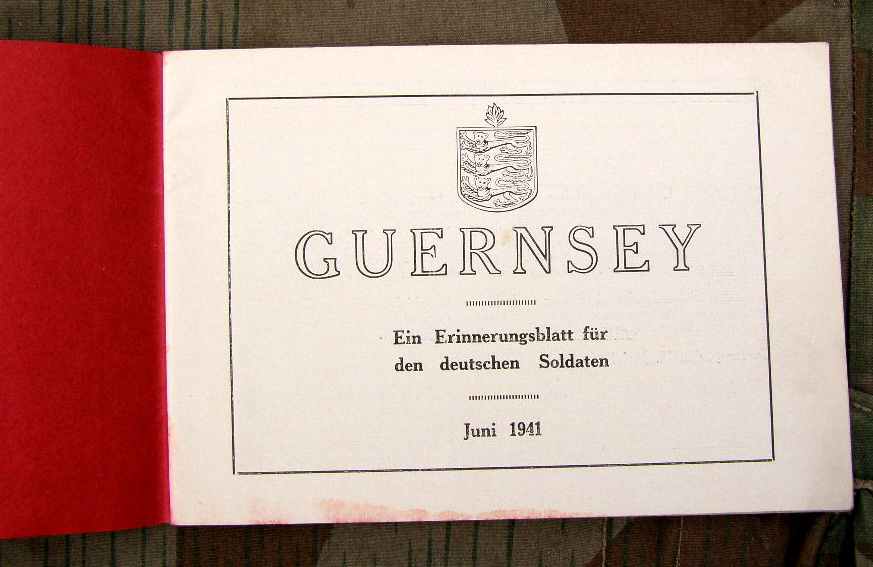 GUERNSEY
Ein Erinnerungsblatt für
den deutschen Soldaten
Juni 1941